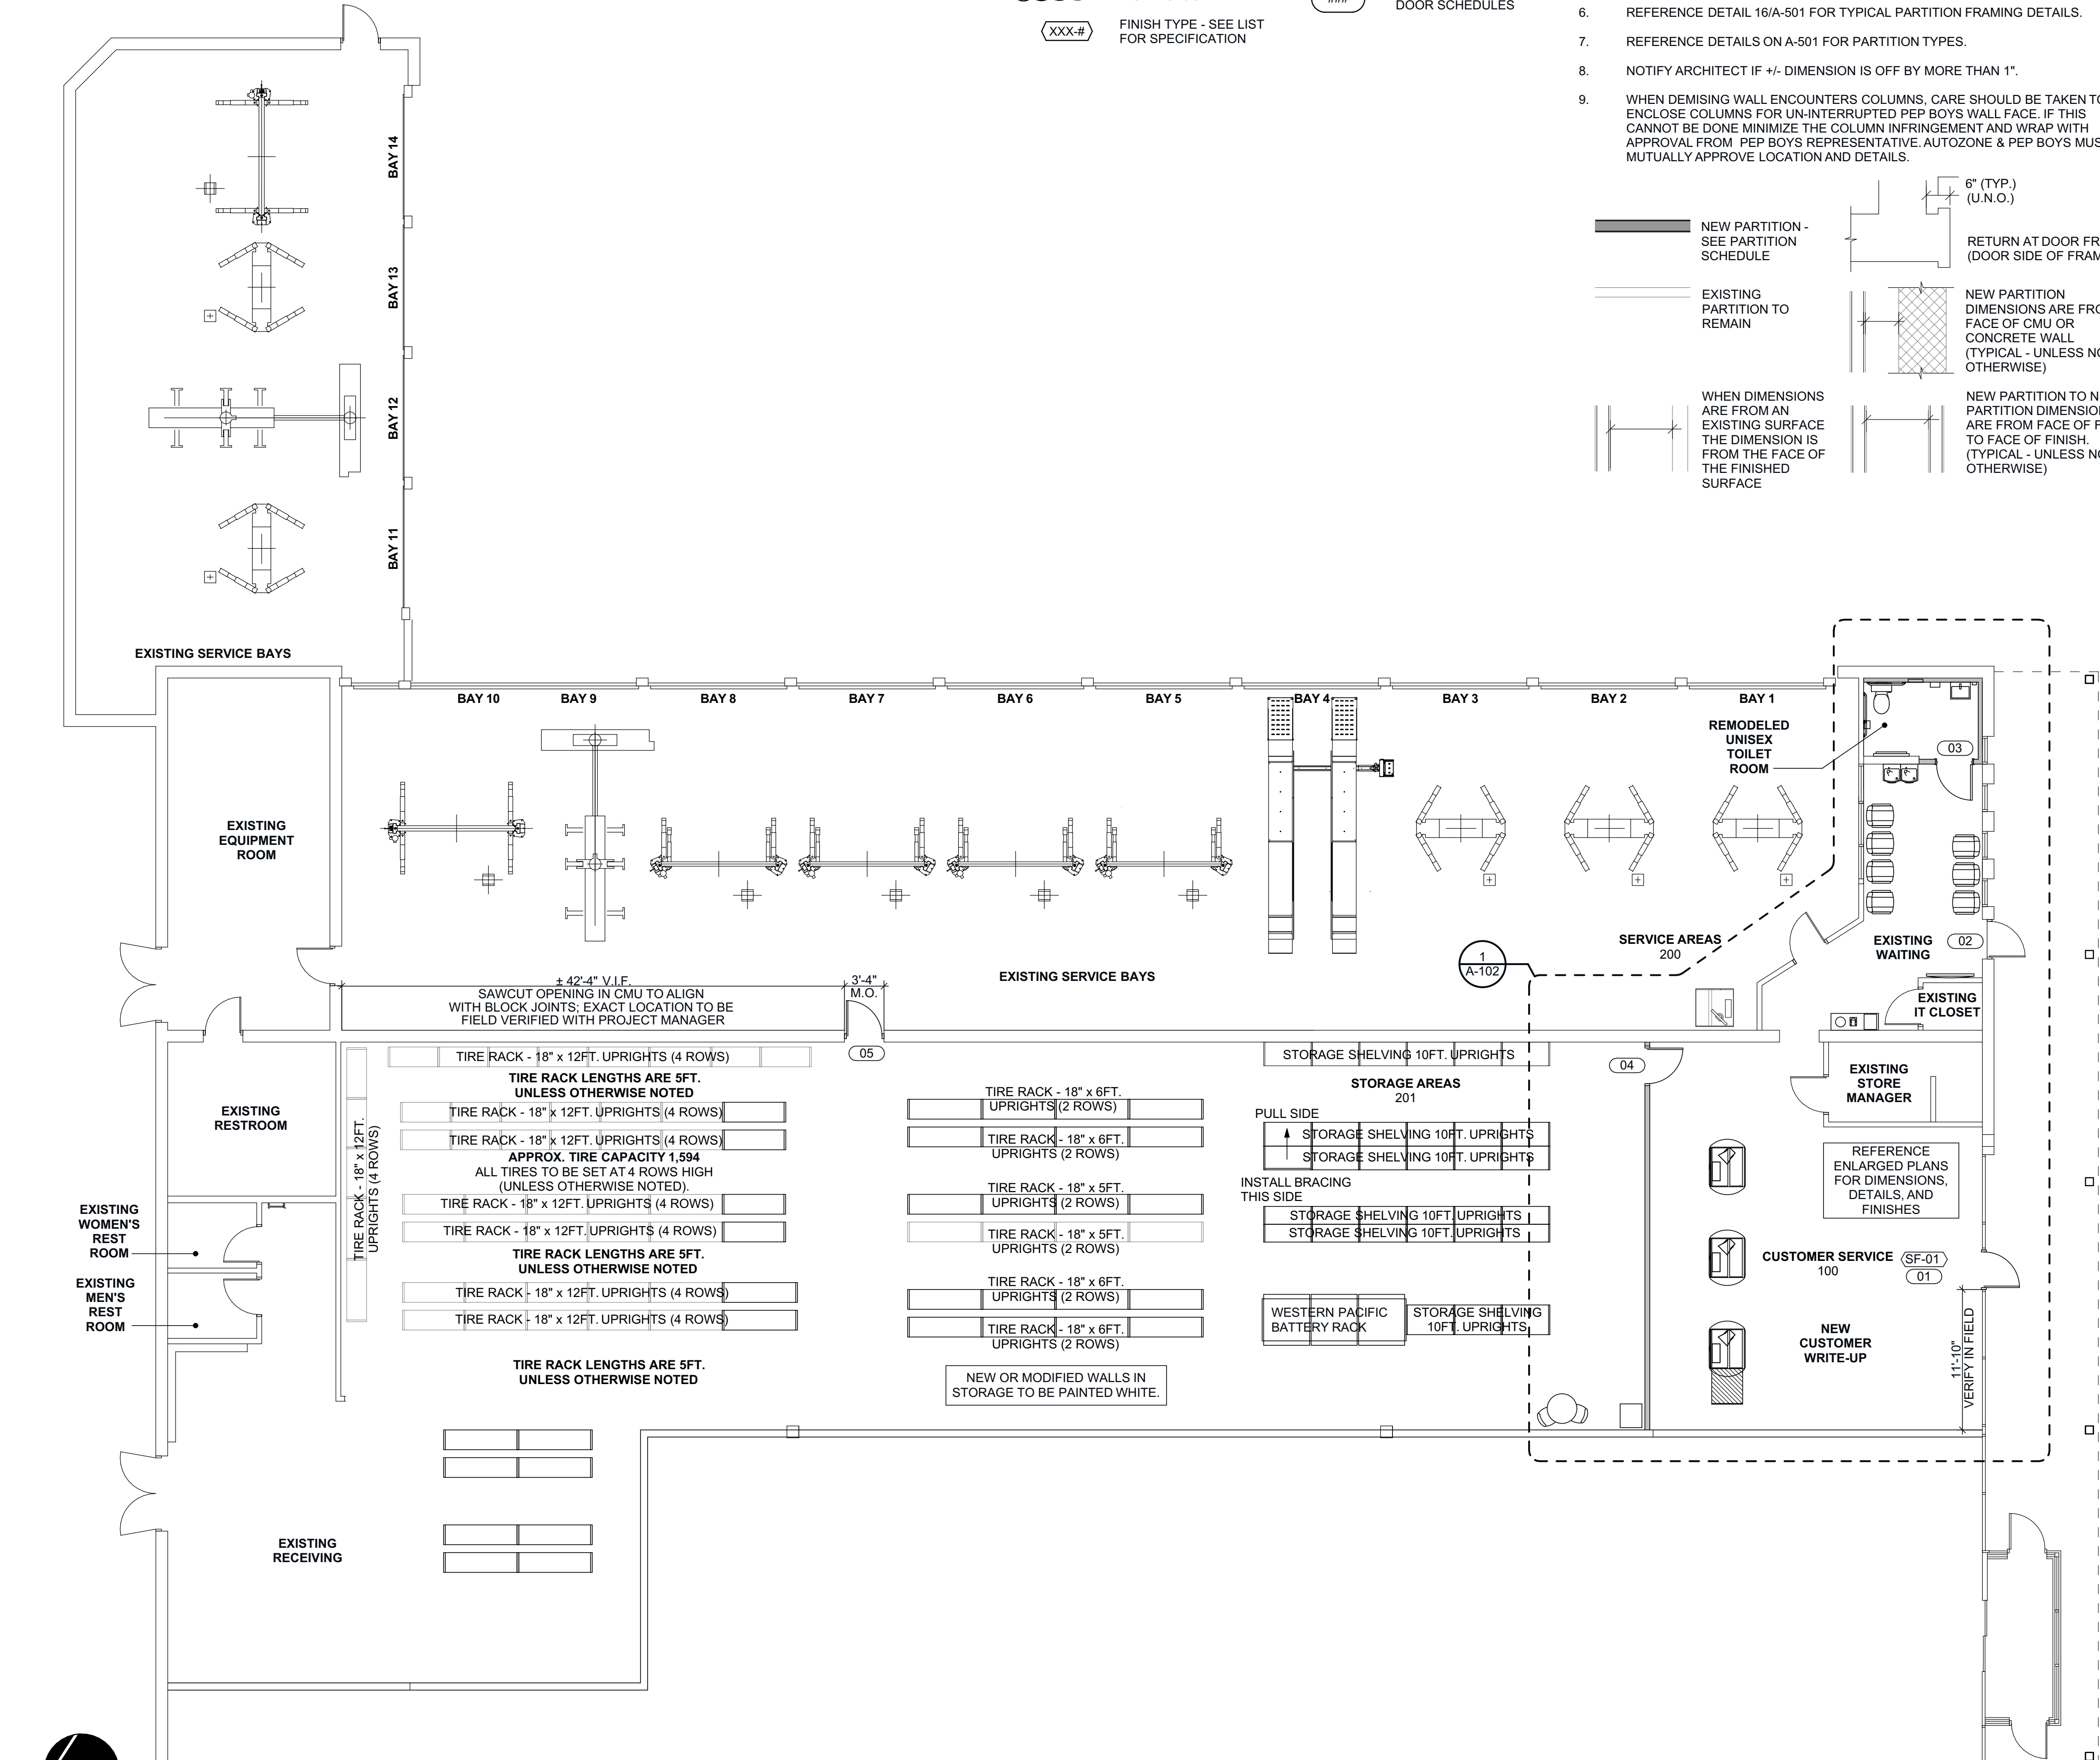 ###
DOOR SCHEDULES
XXX-#
FINISH TYPE - SEE LIST
FOR SPECIFICATION
6. REFERENCE DETAIL 16/A-501 FOR TYPICAL PARTITION FRAMING DETAILS.
7. REFERENCE DETAILS ON A-501 FOR PARTITION TYPES.
8. NOTIFY ARCHITECT IF +/- DIMENSION IS OFF BY MORE THAN 1".
9. WHEN DEMISING WALL ENCOUNTERS COLUMNS, CARE SHOULD BE TAKEN TO
ENCLOSE COLUMNS FOR UN-INTERRUPTED PEP BOYS WALL FACE. IF THIS
CANNOT BE DONE MINIMIZE THE COLUMN INFRINGEMENT AND WRAP WITH
APPROVAL FROM PEP BOYS REPRESENTATIVE. AUTOZONE & PEP BOYS MUS
MUTUALLY APPROVE LOCATION AND DETAILS.
6" (TYP.)
(U.N.O.)
NEW PARTITION -
SEE PARTITION
SCHEDULE
RETURN AT DOOR FR
(DOOR SIDE OF FRAM
EXISTING
PARTITION TO
REMAIN
NEW PARTITION
DIMENSIONS ARE FRO
FACE OF CMU OR
CONCRETE WALL
(TYPICAL - UNLESS NO
OTHERWISE)
WHEN DIMENSIONS
ARE FROM AN
EXISTING SURFACE
THE DIMENSION IS
FROM THE FACE OF
THE FINISHED
SURFACE
NEW PARTITION TO N
PARTITION DIMENSION
ARE FROM FACE OF F
TO FACE OF FINISH.
(TYPICAL - UNLESS NO
OTHERWISE)
BAY 14
BAY 13
BAY 12
BAY 11
EXISTING SERVICE BAYS
BAY 10
BAY 9
BAY 8
BAY 7
BAY 6
BAY 5
BAY 4
BAY 3
BAY 2
BAY 1
REMODELED
UNISEX
TOILET
ROOM
03
EXISTING
EQUIPMENT
ROOM
SERVICE AREAS
200
EXISTING
WAITING
02
1
A-102
EXISTING SERVICE BAYS
± 42'-4" V.I.F.
SAWCUT OPENING IN CMU TO ALIGN
WITH BLOCK JOINTS; EXACT LOCATION TO BE
FIELD VERIFIED WITH PROJECT MANAGER
3'-4"
M.O.
EXISTING
IT CLOSET
05
04
EXISTING
STORE
MANAGER
EXISTING
RESTROOM
TIRE RACK - 18" x 12FT.
UPRIGHTS (4 ROWS)
TIRE RACK - 18" x 12FT. UPRIGHTS (4 ROWS)
TIRE RACK LENGTHS ARE 5FT.
UNLESS OTHERWISE NOTED
TIRE RACK - 18" x 12FT. UPRIGHTS (4 ROWS)
TIRE RACK - 18" x 12FT. UPRIGHTS (4 ROWS)
APPROX. TIRE CAPACITY 1,594
ALL TIRES TO BE SET AT 4 ROWS HIGH
(UNLESS OTHERWISE NOTED).
TIRE RACK - 18" x 12FT. UPRIGHTS (4 ROWS)
TIRE RACK - 18" x 12FT. UPRIGHTS (4 ROWS)
TIRE RACK LENGTHS ARE 5FT.
UNLESS OTHERWISE NOTED
TIRE RACK - 18" x 12FT. UPRIGHTS (4 ROWS)
TIRE RACK - 18" x 12FT. UPRIGHTS (4 ROWS)
TIRE RACK LENGTHS ARE 5FT.
UNLESS OTHERWISE NOTED
TIRE RACK - 18" x 6FT.
UPRIGHTS (2 ROWS)
TIRE RACK - 18" x 6FT.
UPRIGHTS (2 ROWS)
TIRE RACK - 18" x 5FT.
UPRIGHTS (2 ROWS)
TIRE RACK - 18" x 5FT.
UPRIGHTS (2 ROWS)
TIRE RACK - 18" x 6FT.
UPRIGHTS (2 ROWS)
TIRE RACK - 18" x 6FT.
UPRIGHTS (2 ROWS)
NEW OR MODIFIED WALLS IN
STORAGE TO BE PAINTED WHITE.
STORAGE SHELVING 10FT. UPRIGHTS
STORAGE AREAS
201
PULL SIDE
STORAGE SHELVING 10FT. UPRIGHTS
STORAGE SHELVING 10FT. UPRIGHTS
INSTALL BRACING
THIS SIDE
STORAGE SHELVING 10FT. UPRIGHTS
STORAGE SHELVING 10FT. UPRIGHTS
WESTERN PACIFIC
BATTERY RACK
STORAGE SHELVING
10FT. UPRIGHTS
REFERENCE
ENLARGED PLANS
FOR DIMENSIONS,
DETAILS, AND
FINISHES
CUSTOMER SERVICE
100
SF-01
01
NEW
CUSTOMER
WRITE-UP
11'-10"
VERIFY IN FIELD
EXISTING
WOMEN'S
REST
ROOM
EXISTING
MEN'S
REST
ROOM
EXISTING
RECEIVING